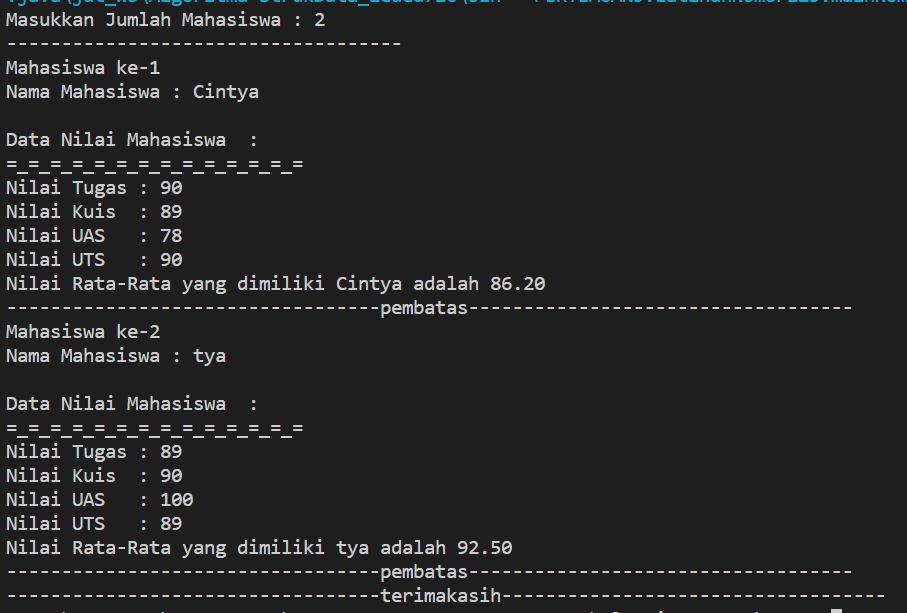 Masukkan Jumlah Mahasiswa : 2
------------------------------------
Mahasiswa ke-1
Nama Mahasiswa : Cintya
Data Nilai Mahasiswa  :
=_=_=_=_=_=_=_=_=_=_=_=_=_=
Nilai Tugas : 90
Nilai Kuis  : 89
Nilai UAS   : 78
Nilai UTS   : 90
Nilai Rata-Rata yang dimiliki Cintya adalah 86.20
----------------------------------pembatas-----------------------------------
Mahasiswa ke-2
Nama Mahasiswa : tya
Data Nilai Mahasiswa  :
=_=_=_=_=_=_=_=_=_=_=_=_=_=
Nilai Tugas : 89
Nilai Kuis  : 90
Nilai UAS   : 100
Nilai UTS   : 89
Nilai Rata-Rata yang dimiliki tya adalah 92.50
----------------------------------pembatas-----------------------------------
----------------------------------terimakasih-----------------------------------